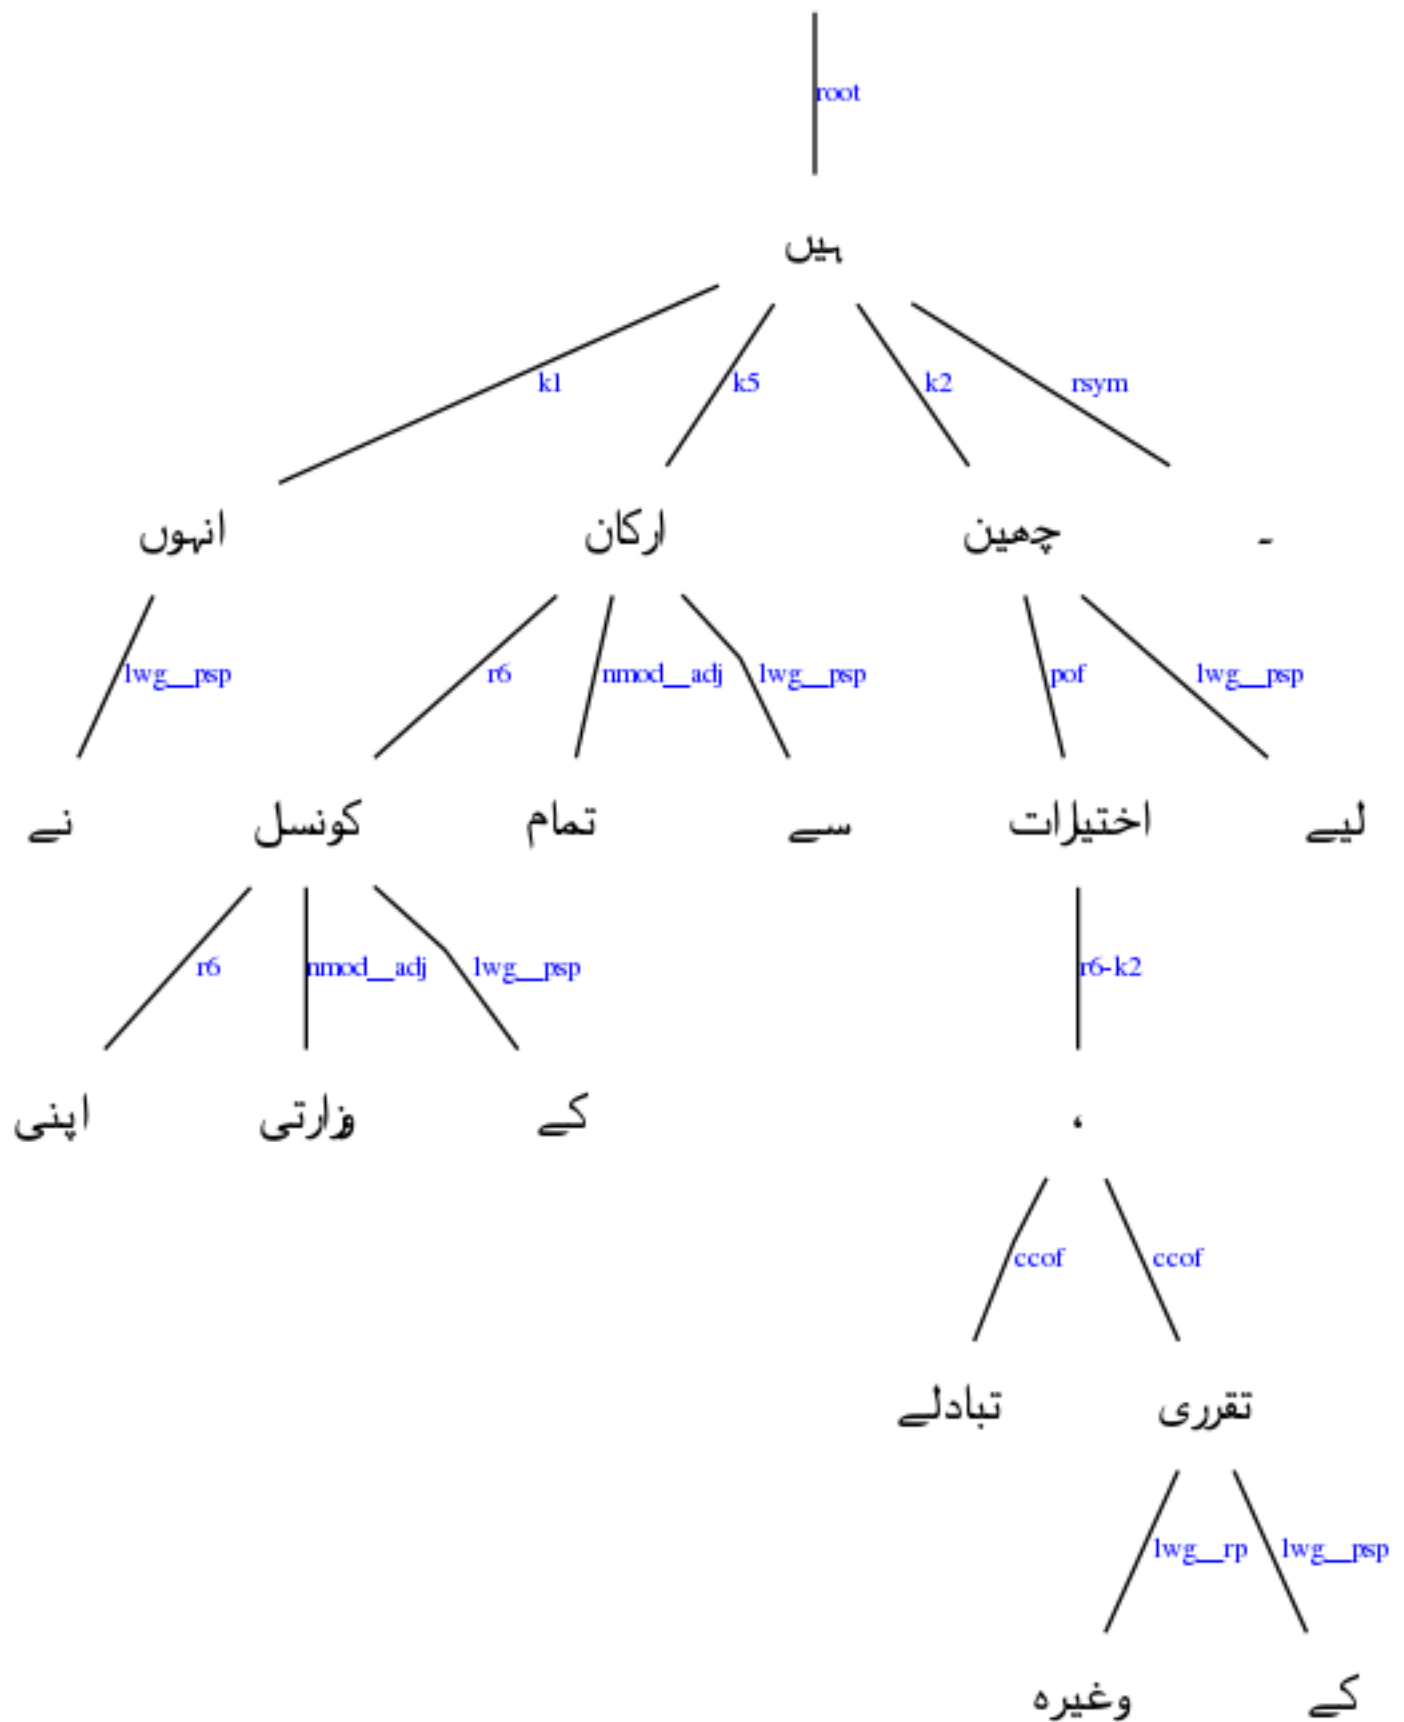 root
ہیں
k1 k5 k2 rsym
انہوں ارکان چھین ۔
lwg__psp r6 nmod__adj lwg__psp pof lwg__psp
نے کونسل تمام سے اختیارات لیے
r6 nmod__adj lwg__psp r6-k2
اپنی وزارتی کے ،
ccof ccof
تبادلے تقرری
lwg__rp lwg__psp
وغیرہ کے